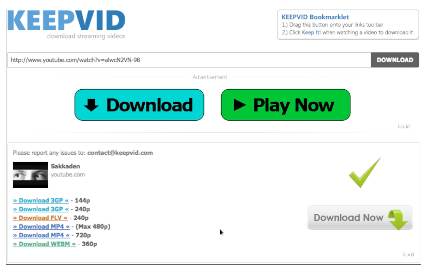 KEEPVID
download streaming videos
KEEPVID Bookmarklet
1.) Drag this button onto your links toolbar
2.) Click Keep It! when watching a video to download it.
http://www.youtube.com/watch?v=alwcN2VN-98
DOWNLOAD
Advertisement
Download
Play Now
Please report any issues to: contact@keepvid.com
Sakkaden
youtube.com
» Download 3GP « - 144p
» Download 3GP « - 240p
» Download FLV « - 240p
» Download MP4 « - (Max 480p)
» Download MP4 « - 720p
» Download WEBM « - 360p
Download Now